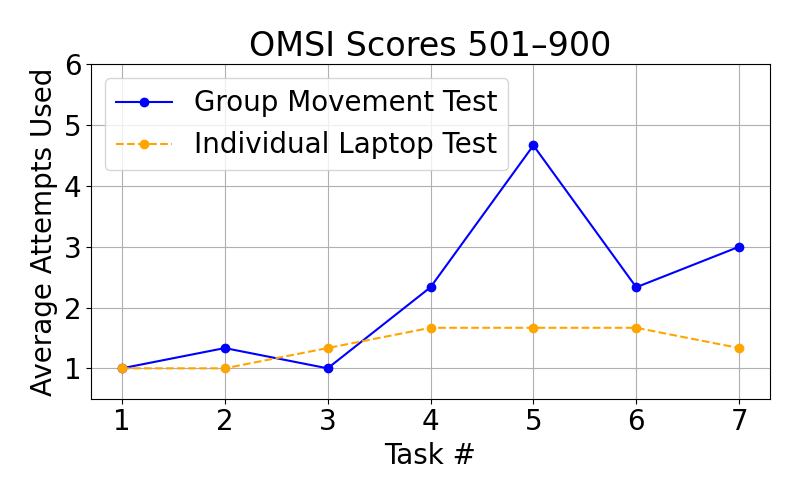 OMSI Scores 501–900
Average Attempts Used
6
5
4
3
2
1
Group Movement Test
Individual Laptop Test
1 2 3 4 5 6 7
Task #